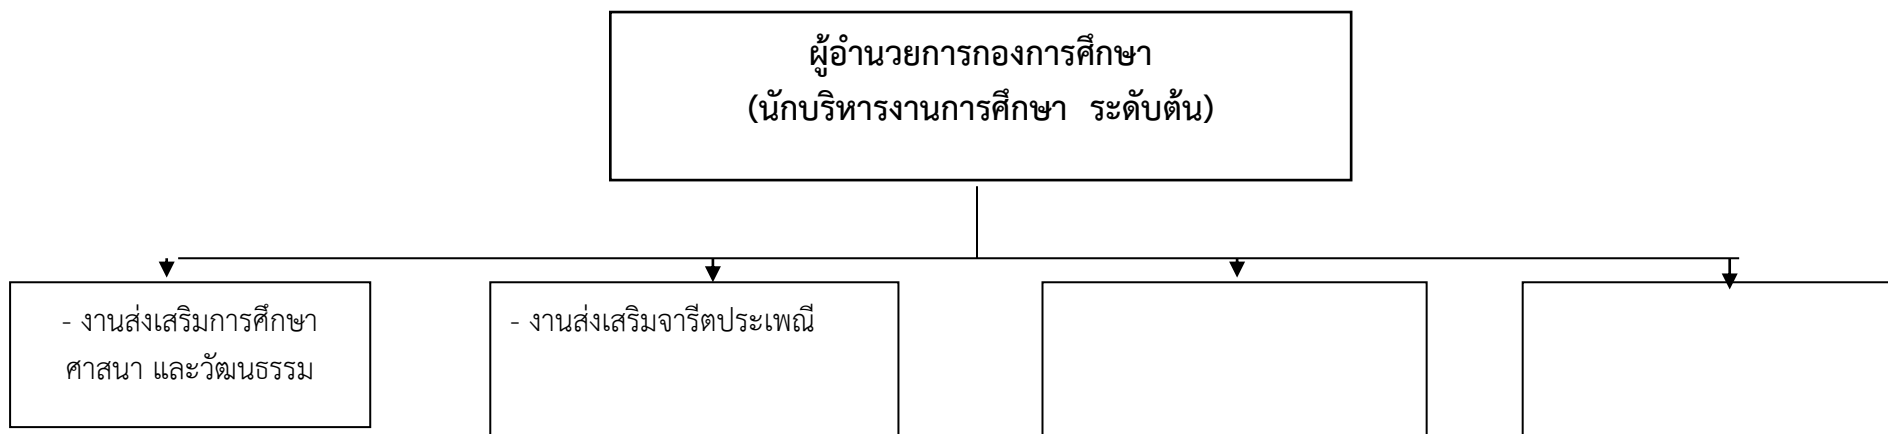 ผู้อำนวยการกองการศึกษา
(นักบริหารงานการศึกษา ระดับต้น)
- งานส่งเสริมการศึกษา
ศาสนา และวัฒนธรรม
- งานส่งเสริมจารีตประเพณี